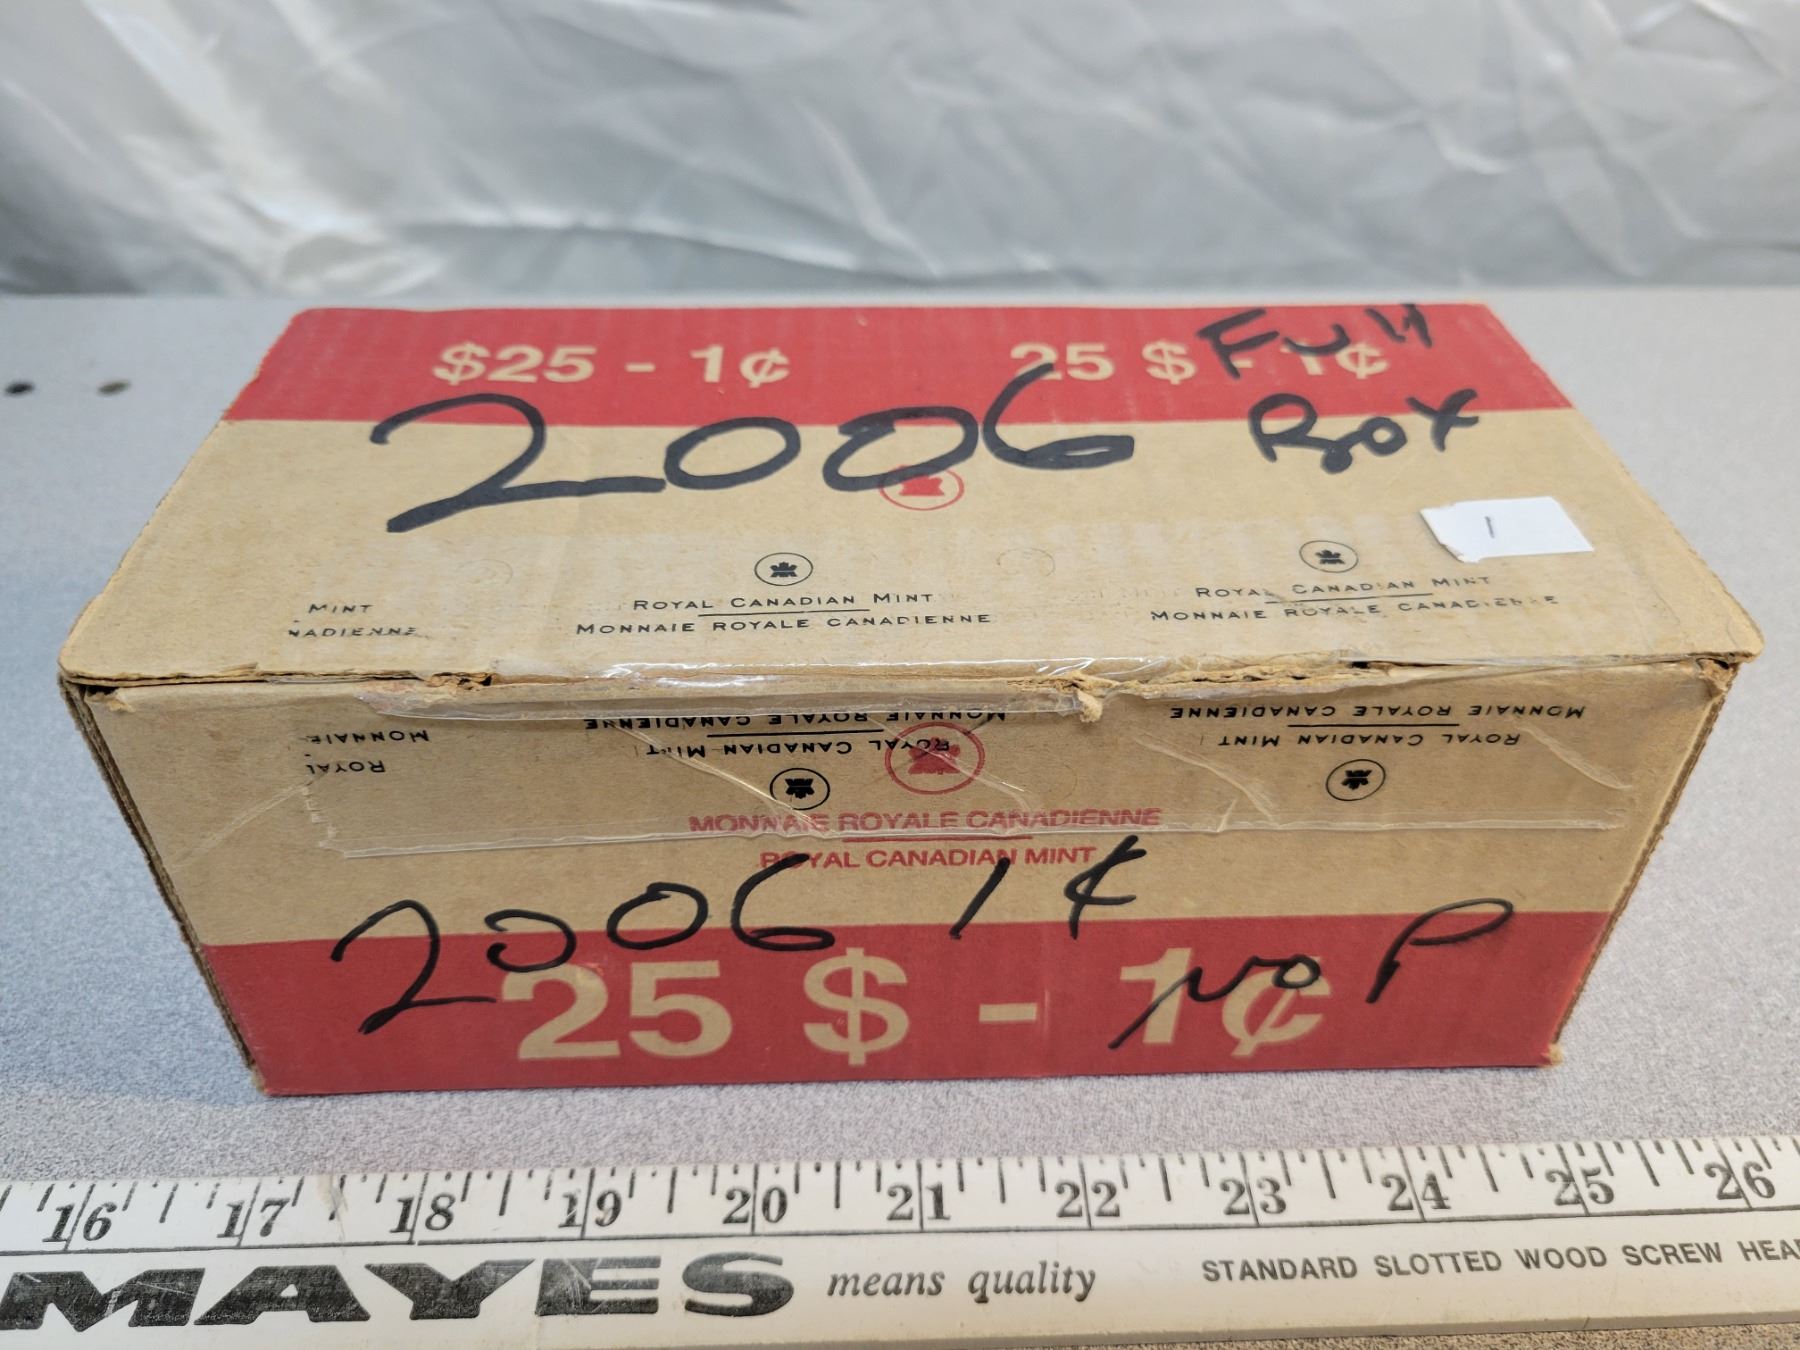 $25 - 1¢ 25 $ - 1¢
Full
2006 Box
1
MINT ROYAL CANADIAN MINT ROYAL CANADIAN MINT
NADIENNE MONNAIE ROYALE CANADIENNE MONNAIE ROYALE CANADIENNE
MONNAIE MONNAIE ROYALE CANADIENNE MONNAIE MONNAIE ROYALE CANADIENNE
ROYAL ROYAL CANADIAN MINT ROYAL CANADIAN MINT
MONNAIE ROYALE CANADIENNE
ROYAL CANADIAN MINT
2006 1¢
No P
25 $ - 1¢
16 17 18 19 20 21 22 23 24 25 26
MAYES means quality STANDARD SLOTTED WOOD SCREW